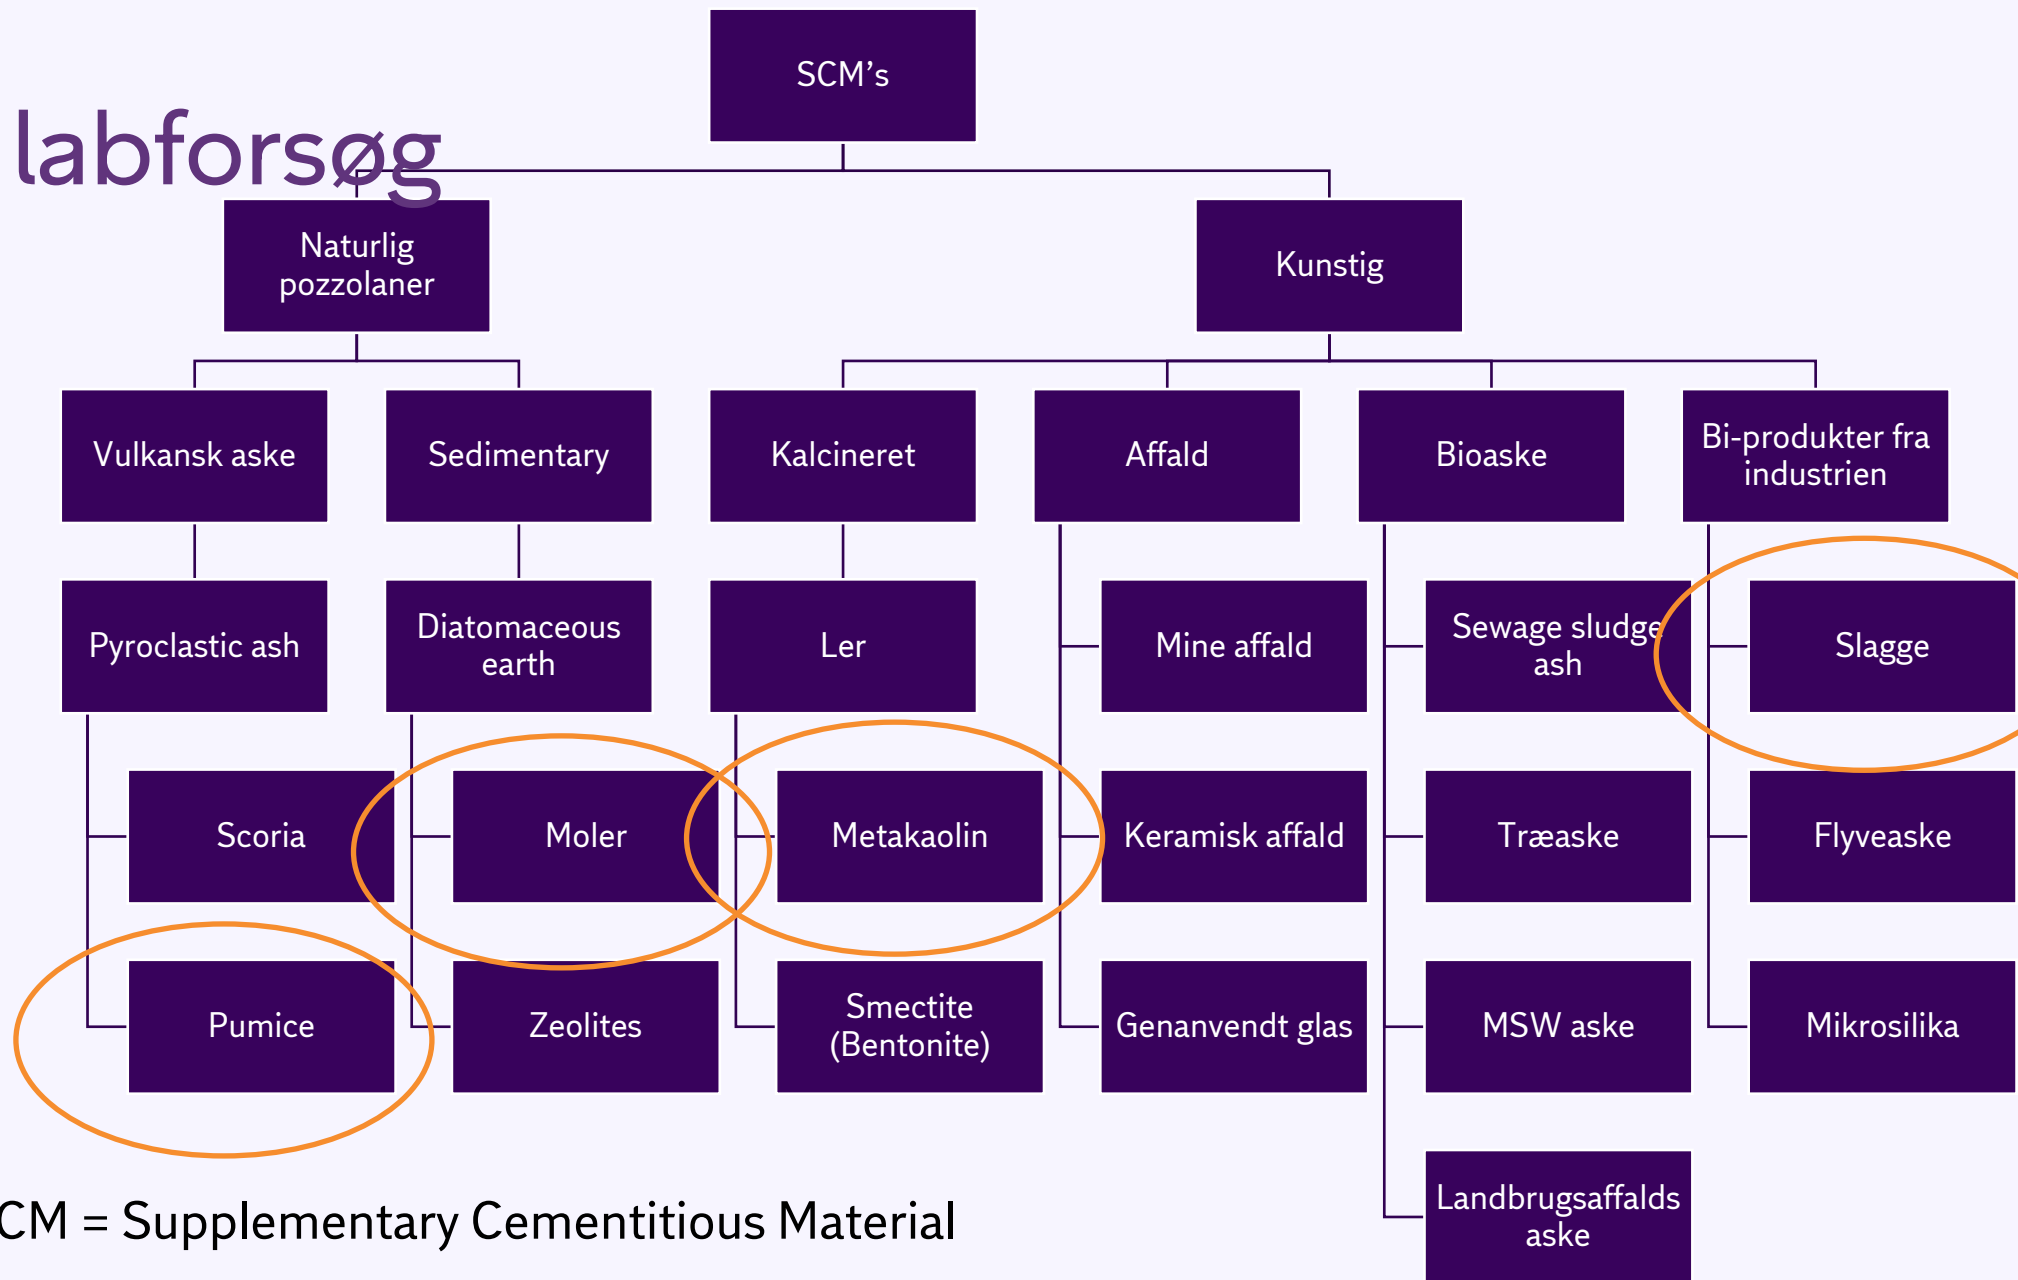 SCM's
labforsøg
Naturlig
pozzolaner
Kunstig
Vulkansk aske
Sedimentary
Kalcineret
Affald
Bioaske
Bi-produkter fra
industrien
Pyroclastic ash
Diatomaceous
earth
Ler
Mine affald
Sewage sludge
ash
Slagge
Scoria
Moler
Metakaolin
Keramisk affald
Træaske
Flyveaske
Pumice
Zeolites
Smectite
(Bentonite)
Genanvendt glas
MSW aske
Mikrosilika
Landbrugsaffalds
aske
CM = Supplementary Cementitious Material